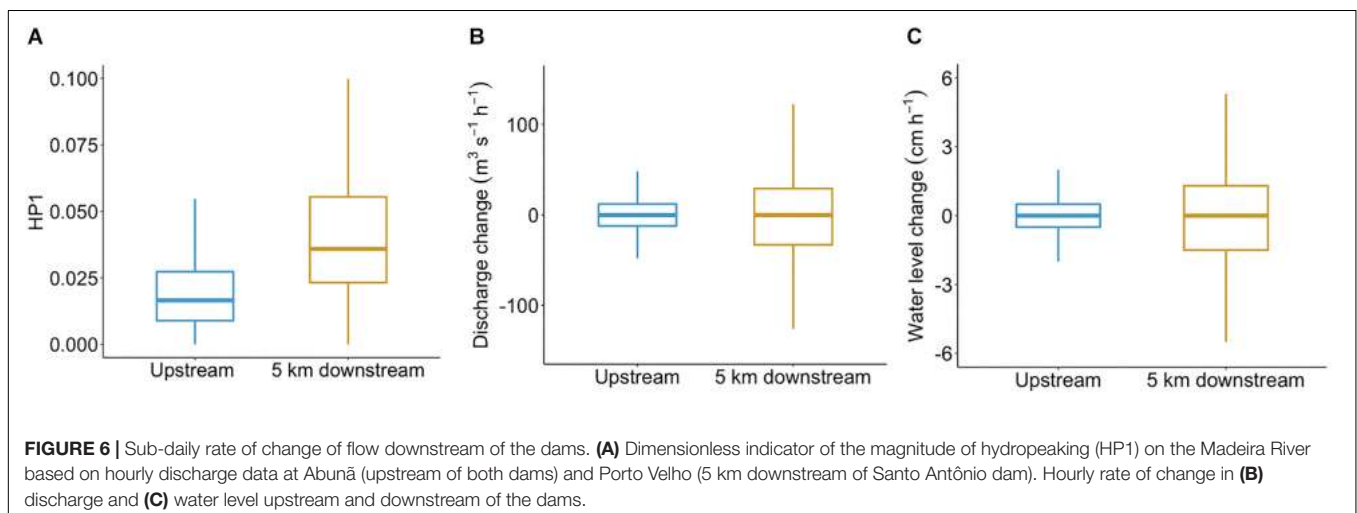 A
HP1
0.100
0.075
0.050
0.025
0.000
Upstream
5 km downstream
B
Discharge change (m³ s⁻¹ h⁻¹)
100
0
-100
Upstream
5 km downstream
C
Water level change (cm h⁻¹)
6
3
0
-3
-6
Upstream
5 km downstream
FIGURE 6 | Sub-daily rate of change of flow downstream of the dams. (A) Dimensionless indicator of the magnitude of hydropeaking (HP1) on the Madeira River
based on hourly discharge data at Abunã (upstream of both dams) and Porto Velho (5 km downstream of Santo Antônio dam). Hourly rate of change in (B)
discharge and (C) water level upstream and downstream of the dams.